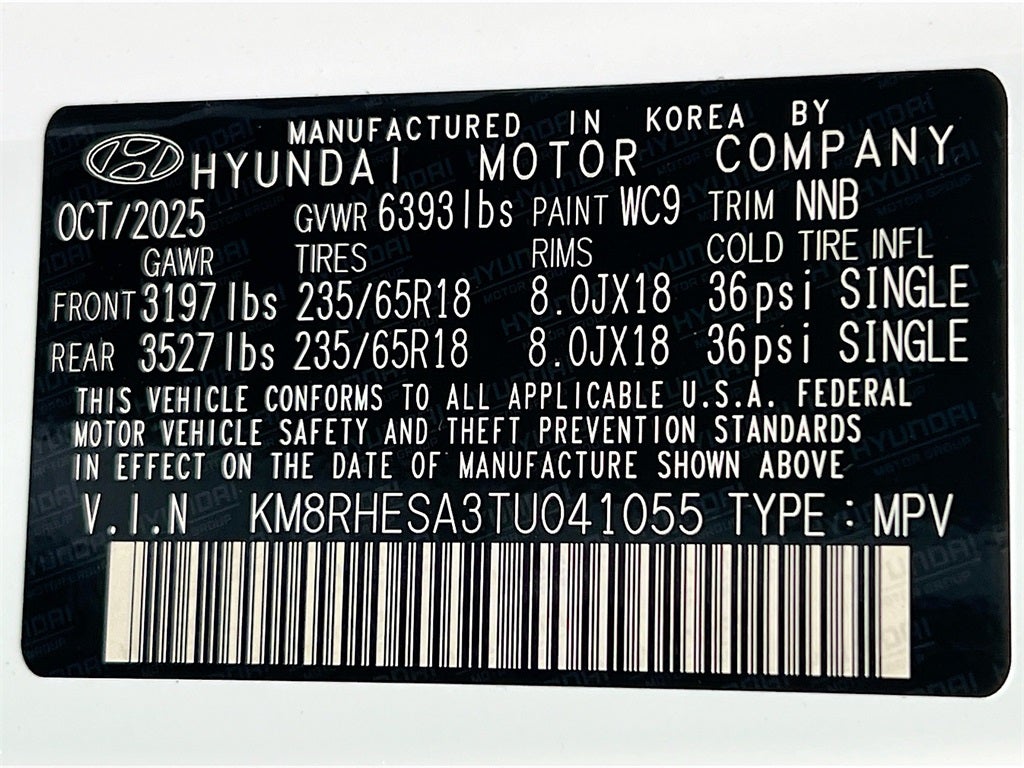 MANUFACTURED IN KOREA BY
HYUNDAI MOTOR COMPANY
OCT/2025 GVWR 6393lbs PAINT WC9 TRIM NNB
GAWR TIRES RIMS COLD TIRE INFL
FRONT 3197lbs 235/65R18 8.0JX18 36psi SINGLE
REAR 3527lbs 235/65R18 8.0JX18 36psi SINGLE
THIS VEHICLE CONFORMS TO ALL APPLICABLE U.S.A. FEDERAL
MOTOR VEHICLE SAFETY AND THEFT PREVENTION STANDARDS
IN EFFECT ON THE DATE OF MANUFACTURE SHOWN ABOVE
V.I.N KM8RHESA3TU041055 TYPE : MPV